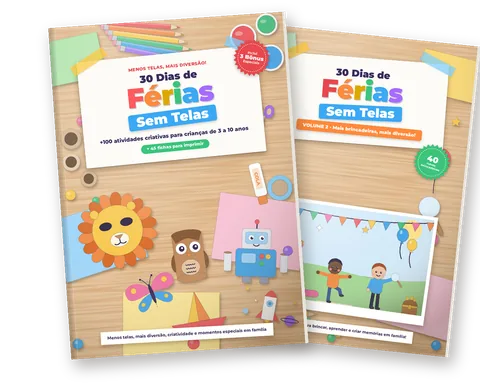 MENOS TELAS, MAIS DIVERSÃO!
30 Dias de
Férias
Sem Telas
+100 atividades criativas para crianças de 3 a 10 anos
+ 45 fichas para imprimir
3 Bônus
COLA
Menos telas, mais diversão, criatividade e momentos especiais em família
30 Dias de
Férias
Sem Telas
VOLUME 2 - Mais brincadeiras, mais diversão!
40
brincar, aprender e criar memórias em família!